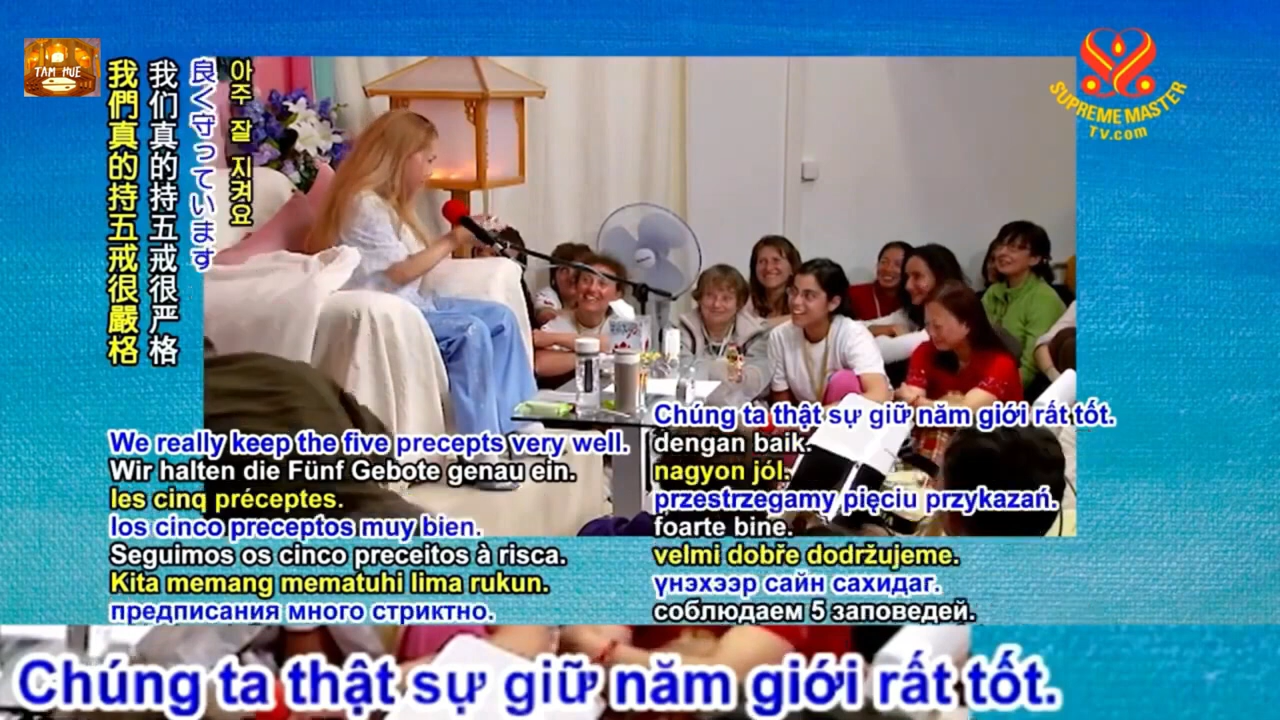 TAM HUE
我們真的持五戒很嚴格
我们真的持五戒很严格
良く守っています
아주 잘 지켜요
SUPREME MASTER
TV.com
We really keep the five precepts very well.
Wir halten die Fünf Gebote genau ein.
les cinq préceptes.
los cinco preceptos muy bien.
Seguimos os cinco preceitos à risca.
Kita memang mematuhi lima rukun.
предписания много стриктно.
Chúng ta thật sự giữ năm giới rất tốt.
dengan baik.
nagyon jól.
przestrzegamy pięciu przykazań.
foarte bine.
velmi dobře dodržujeme.
үнэхээр сайн сахидаг.
соблюдаем 5 заповедей.
Chúng ta thật sự giữ năm giới rất tốt.